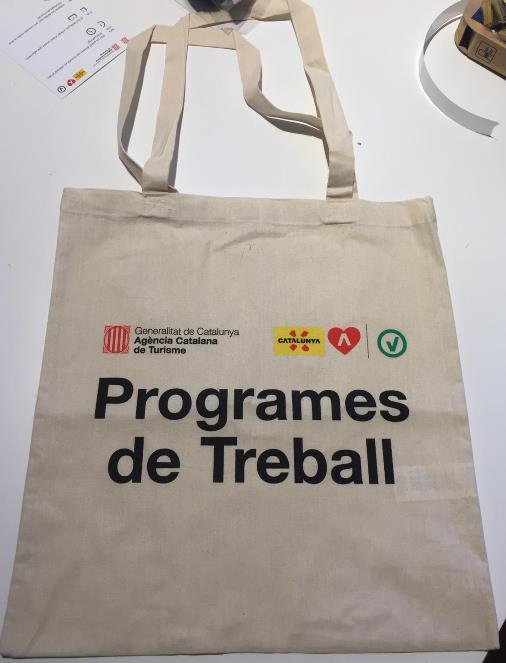 Generalitat de Catalunya
Agència Catalana
de Turisme
CATALUNYA
Programes
de Treball